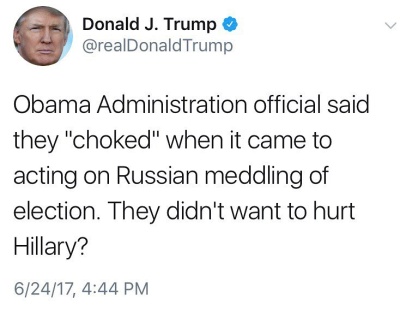 Donald J. Trump
@realDonaldTrump
Obama Administration official said
they "choked" when it came to
acting on Russian meddling of
election. They didn't want to hurt
Hillary?
6/24/17, 4:44 PM